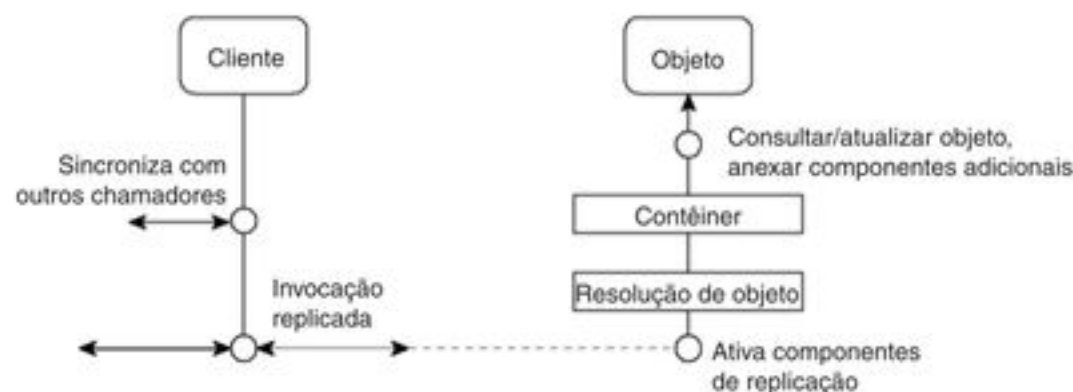 Cliente
Objeto
Sincroniza com
outros chamadores
Consultar/atualizar objeto,
anexar componentes adicionais
Contêiner
Invocação
replicada
Resolução de objeto
Ativa componentes
de replicação